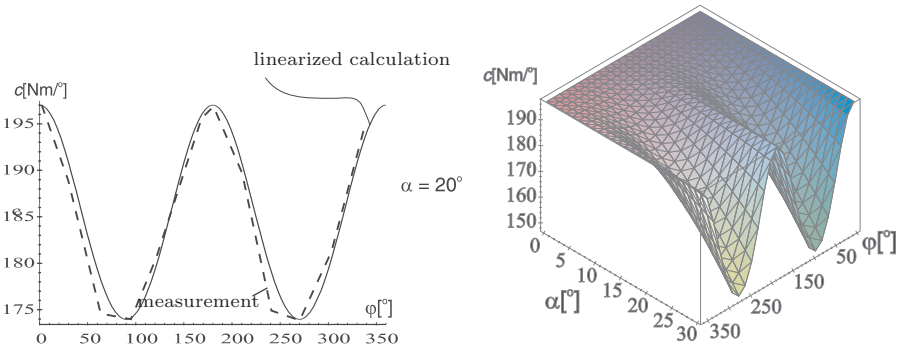 linearized calculation
c[Nm/°]
195
190
185
180
175
0 50 100 150 200 250 300 350
measurement
φ[°]
α = 20°
c[Nm/°]
190
180
170
160
150
0 5 10 15 20 25 30
α[°]
350 250 150 50
φ[°]